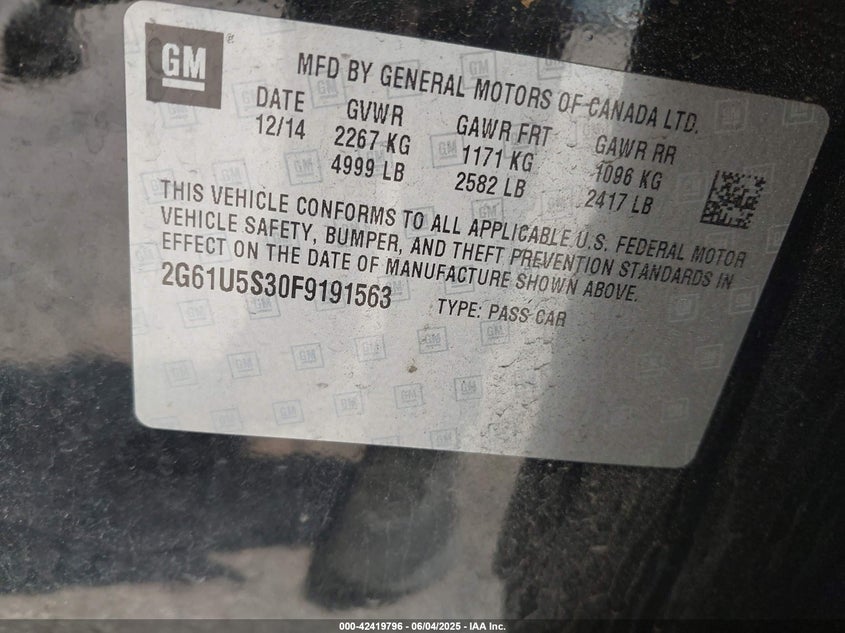 GM
MFD BY GENERAL MOTORS OF CANADA LTD.
DATE GVWR GAWR FRT GAWR RR
12/14 2267 KG 1171 KG 1096 KG
4999 LB 2582 LB 2417 LB
THIS VEHICLE CONFORMS TO ALL APPLICABLE U.S. FEDERAL MOTOR
VEHICLE SAFETY, BUMPER, AND THEFT PREVENTION STANDARDS IN
EFFECT ON THE DATE OF MANUFACTURE SHOWN ABOVE.
2G61U5S30F9191563 TYPE: PASS CAR
000-42419796 - 06/04/2025 - IAA Inc.